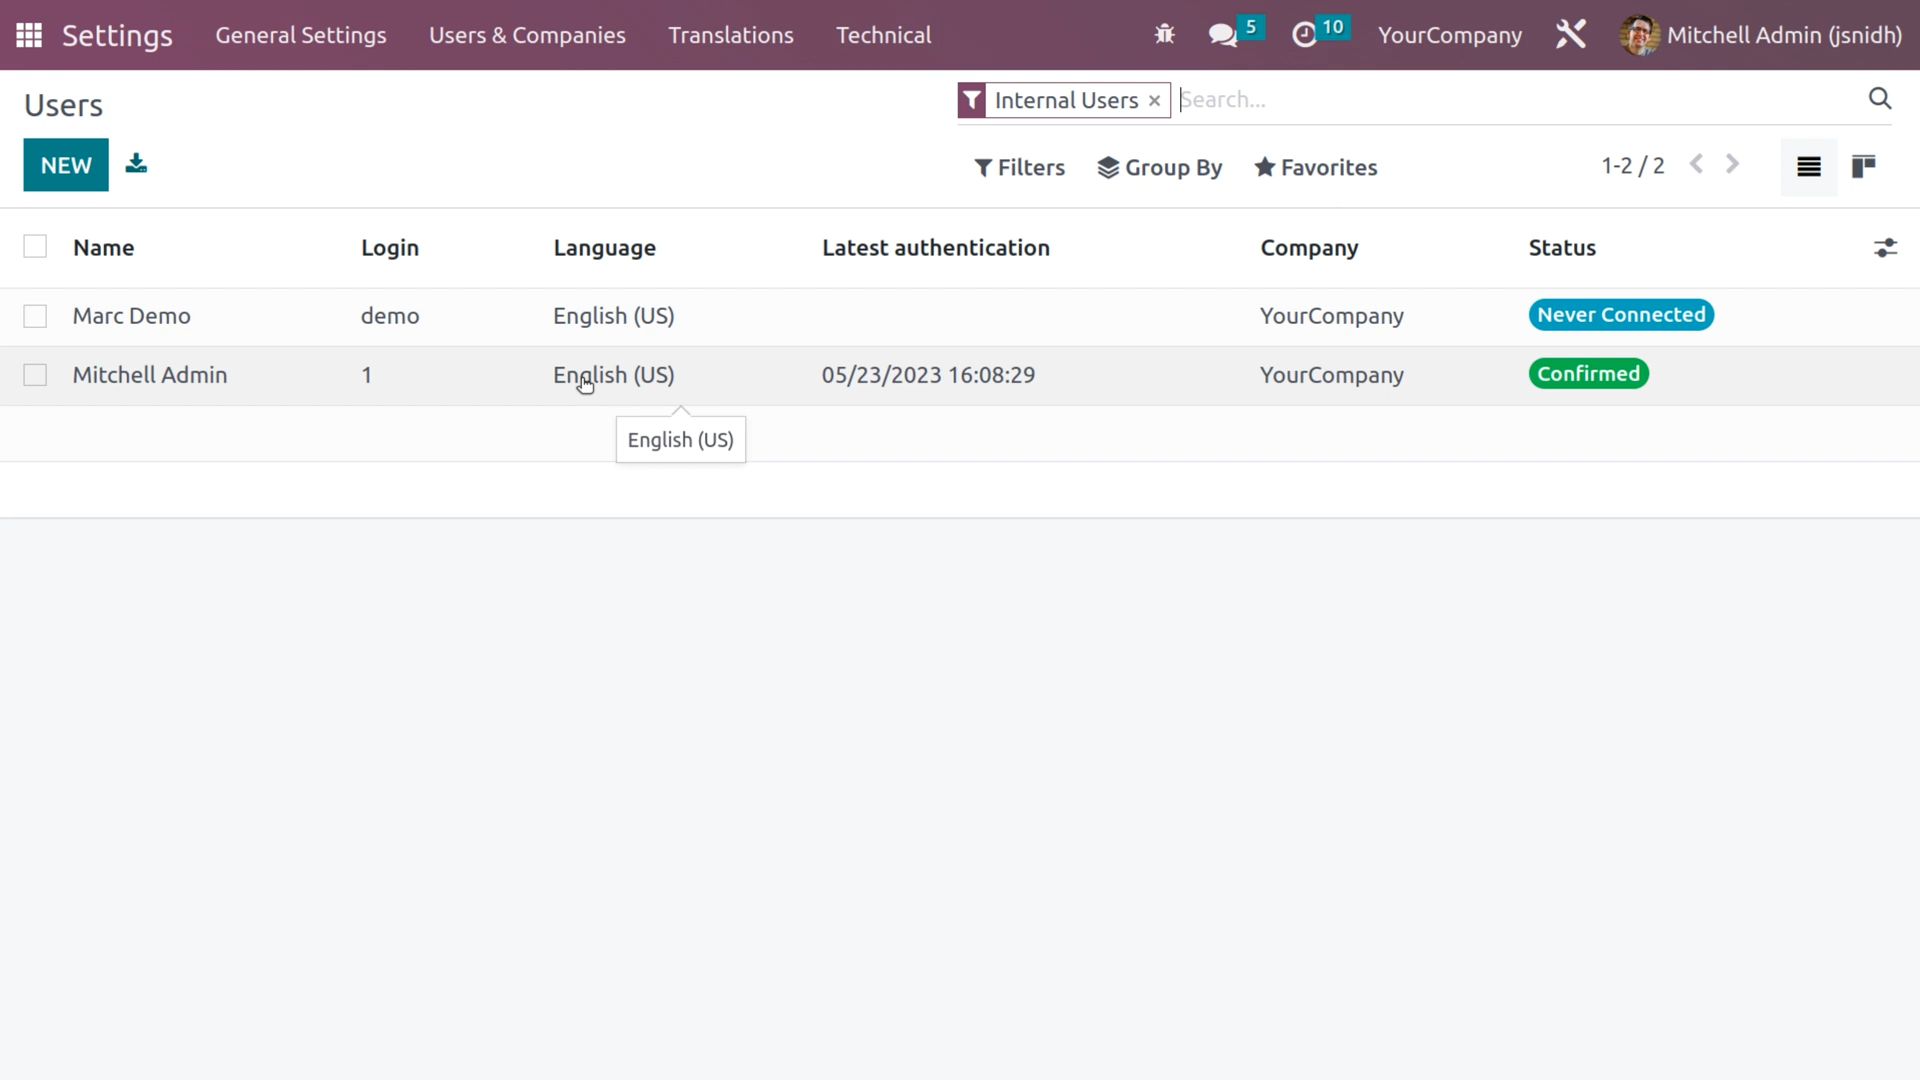 Settings General Settings Users & Companies Translations Technical 5 10 YourCompany Mitchell Admin (jsnidh)
Users Internal Users × Search...
NEW Filters Group By Favorites 1-2 / 2
Name Login Language Latest authentication Company Status
Marc Demo demo English (US) YourCompany Never Connected
Mitchell Admin 1 English (US) 05/23/2023 16:08:29 YourCompany Confirmed
English (US)